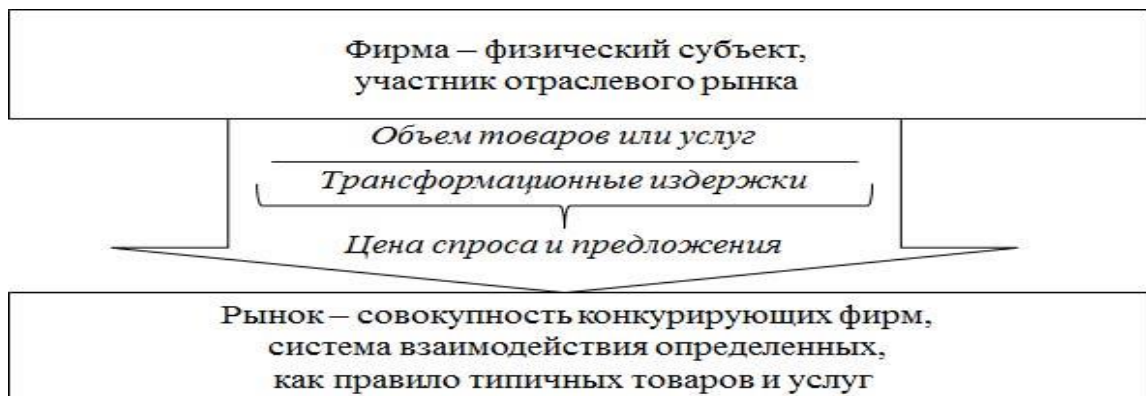 Фирма – физический субъект,
участник отраслевого рынка
Объем товаров или услуг
Трансформационные издержки
Цена спроса и предложения
Рынок – совокупность конкурирующих фирм,
система взаимодействия определенных,
как правило типичных товаров и услуг